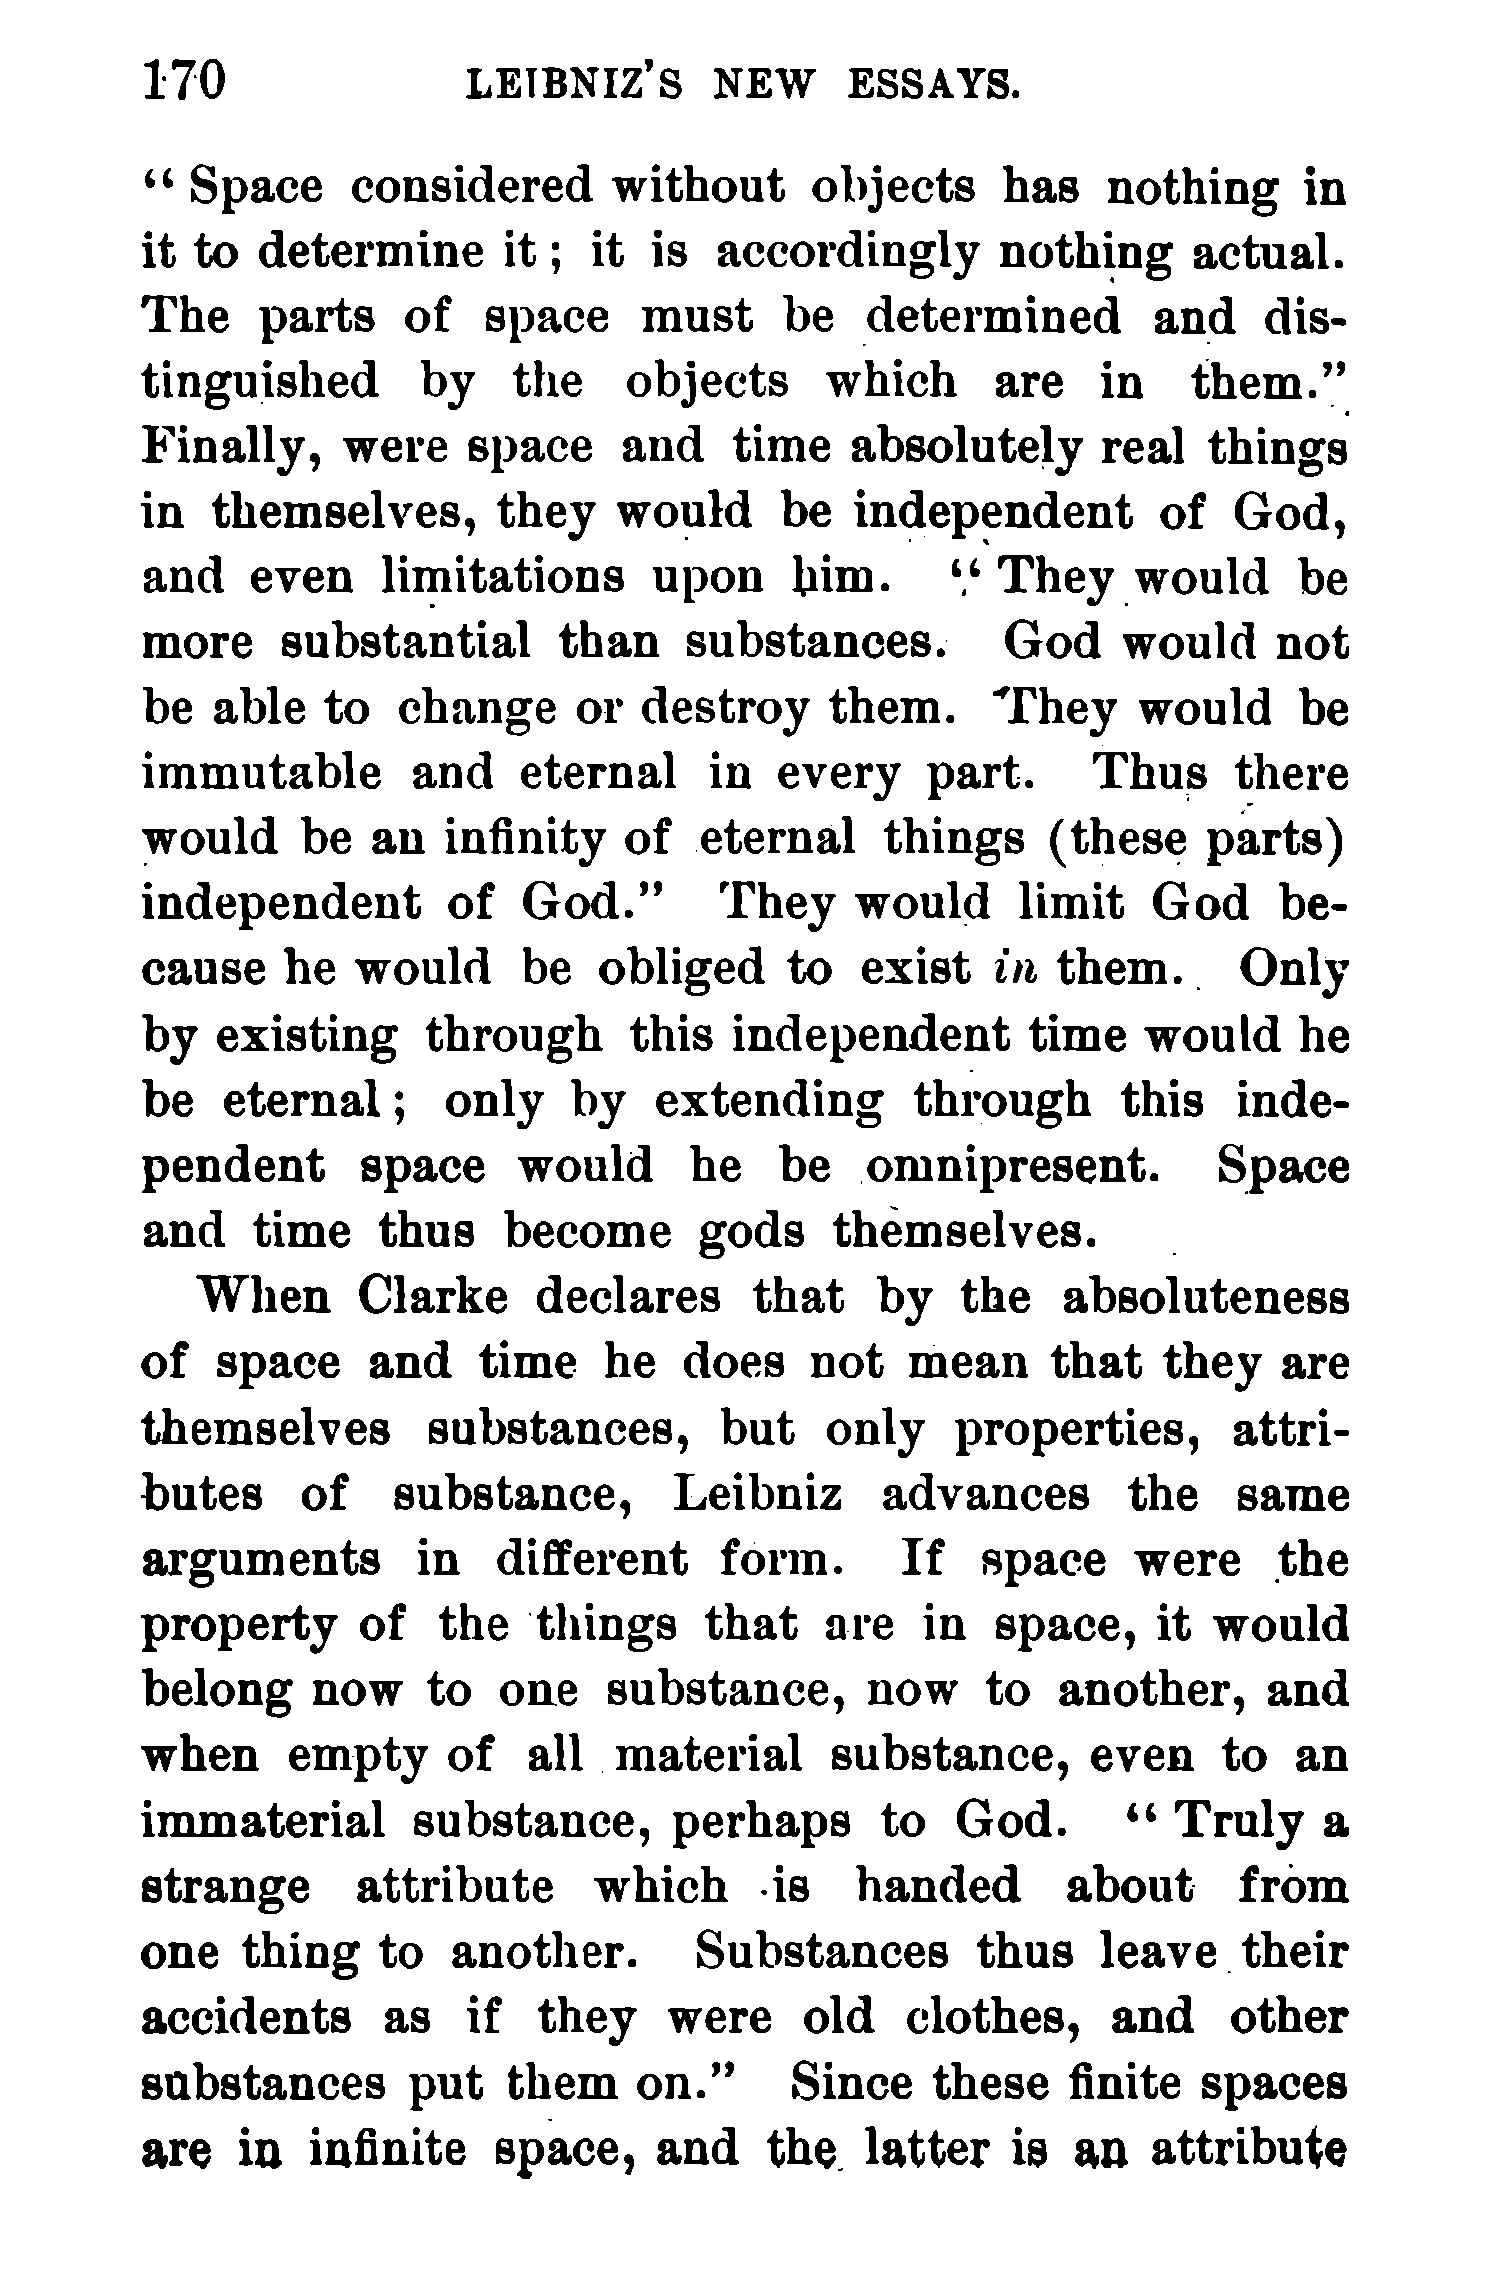 170 LEIBNIZ'S NEW ESSAYS.
“Space considered without objects has nothing in
it to determine it; it is accordingly nothing actual.
The parts of space must be determined and dis-
tinguished by the objects which are in them.”
Finally, were space and time absolutely real things
in themselves, they would be independent of God,
and even limitations upon him. “They would be
more substantial than substances. God would not
be able to change or destroy them. They would be
immutable and eternal in every part. Thus there
would be an infinity of eternal things (these parts)
independent of God.” They would limit God be-
cause he would be obliged to exist in them. Only
by existing through this independent time would he
be eternal; only by extending through this inde-
pendent space would he be omnipresent. Space
and time thus become gods themselves.
When Clarke declares that by the absoluteness
of space and time he does not mean that they are
themselves substances, but only properties, attri-
butes of substance, Leibniz advances the same
arguments in different form. If space were the
property of the things that are in space, it would
belong now to one substance, now to another, and
when empty of all material substance, even to an
immaterial substance, perhaps to God. “Truly a
strange attribute which is handed about from
one thing to another. Substances thus leave their
accidents as if they were old clothes, and other
substances put them on.” Since these finite spaces
are in infinite space, and the latter is an attribute